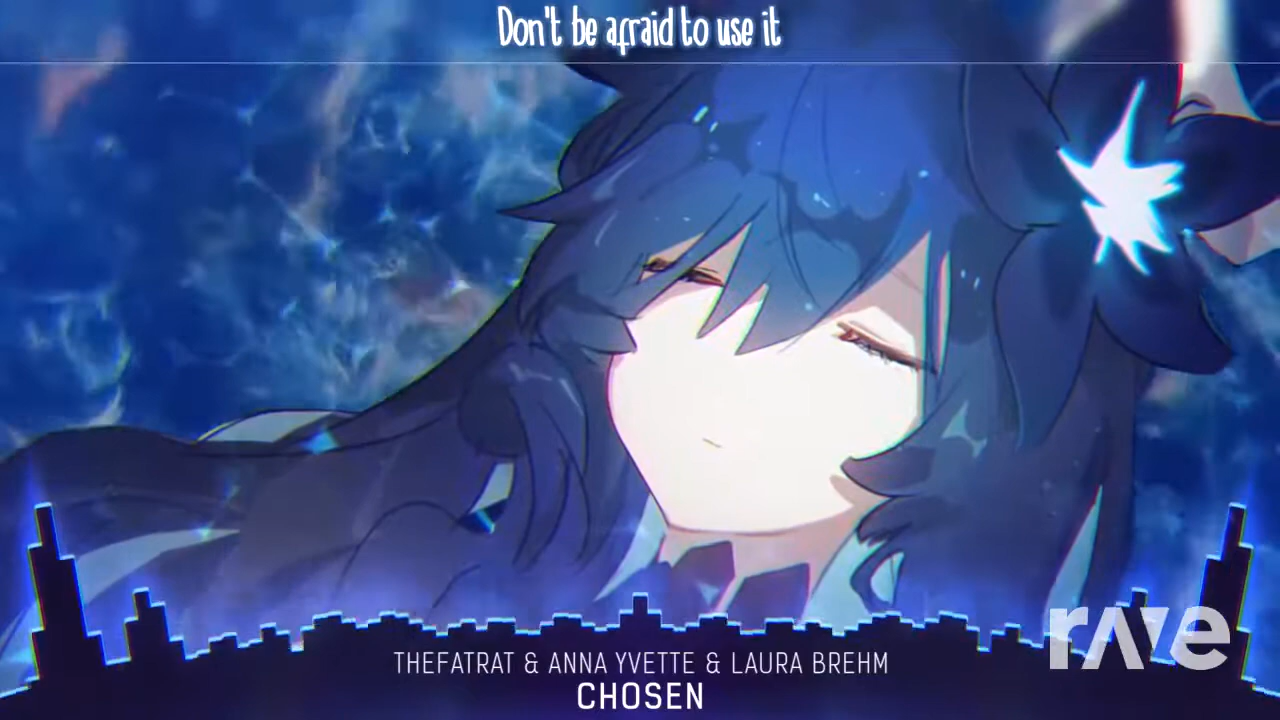 Don't be afraid to use it
THEFATRAT & ANNA YVETTE & LAURA BREHM
CHOSEN
rave